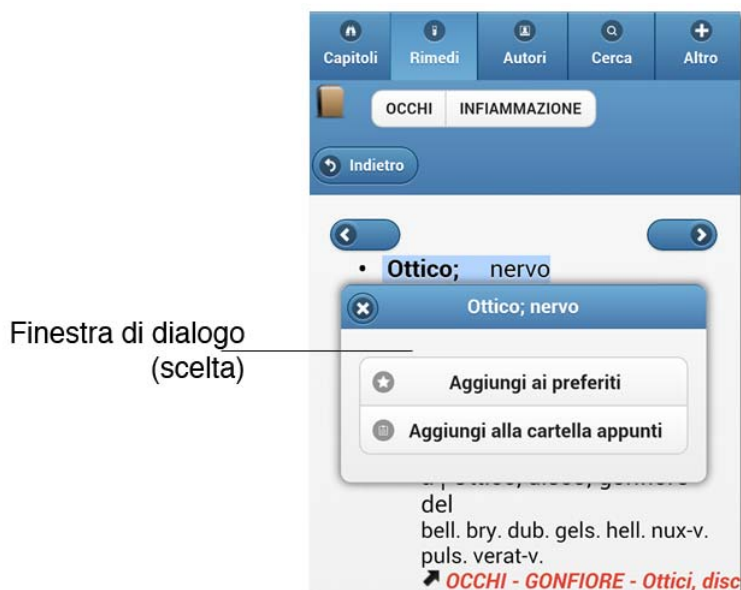 Capitoli Rimedi Autori Cerca Altro
OCCHI INFIAMMAZIONE
Indietro
• Ottico; nervo
Ottico; nervo
Finestra di dialogo
(scelta)
Aggiungi ai preferiti
Aggiungi alla cartella appunti
del
bell. bry. dub. gels. hell. nux-v.
puls. verat-v.
OCCHI - GONFIORE - Ottici, disc